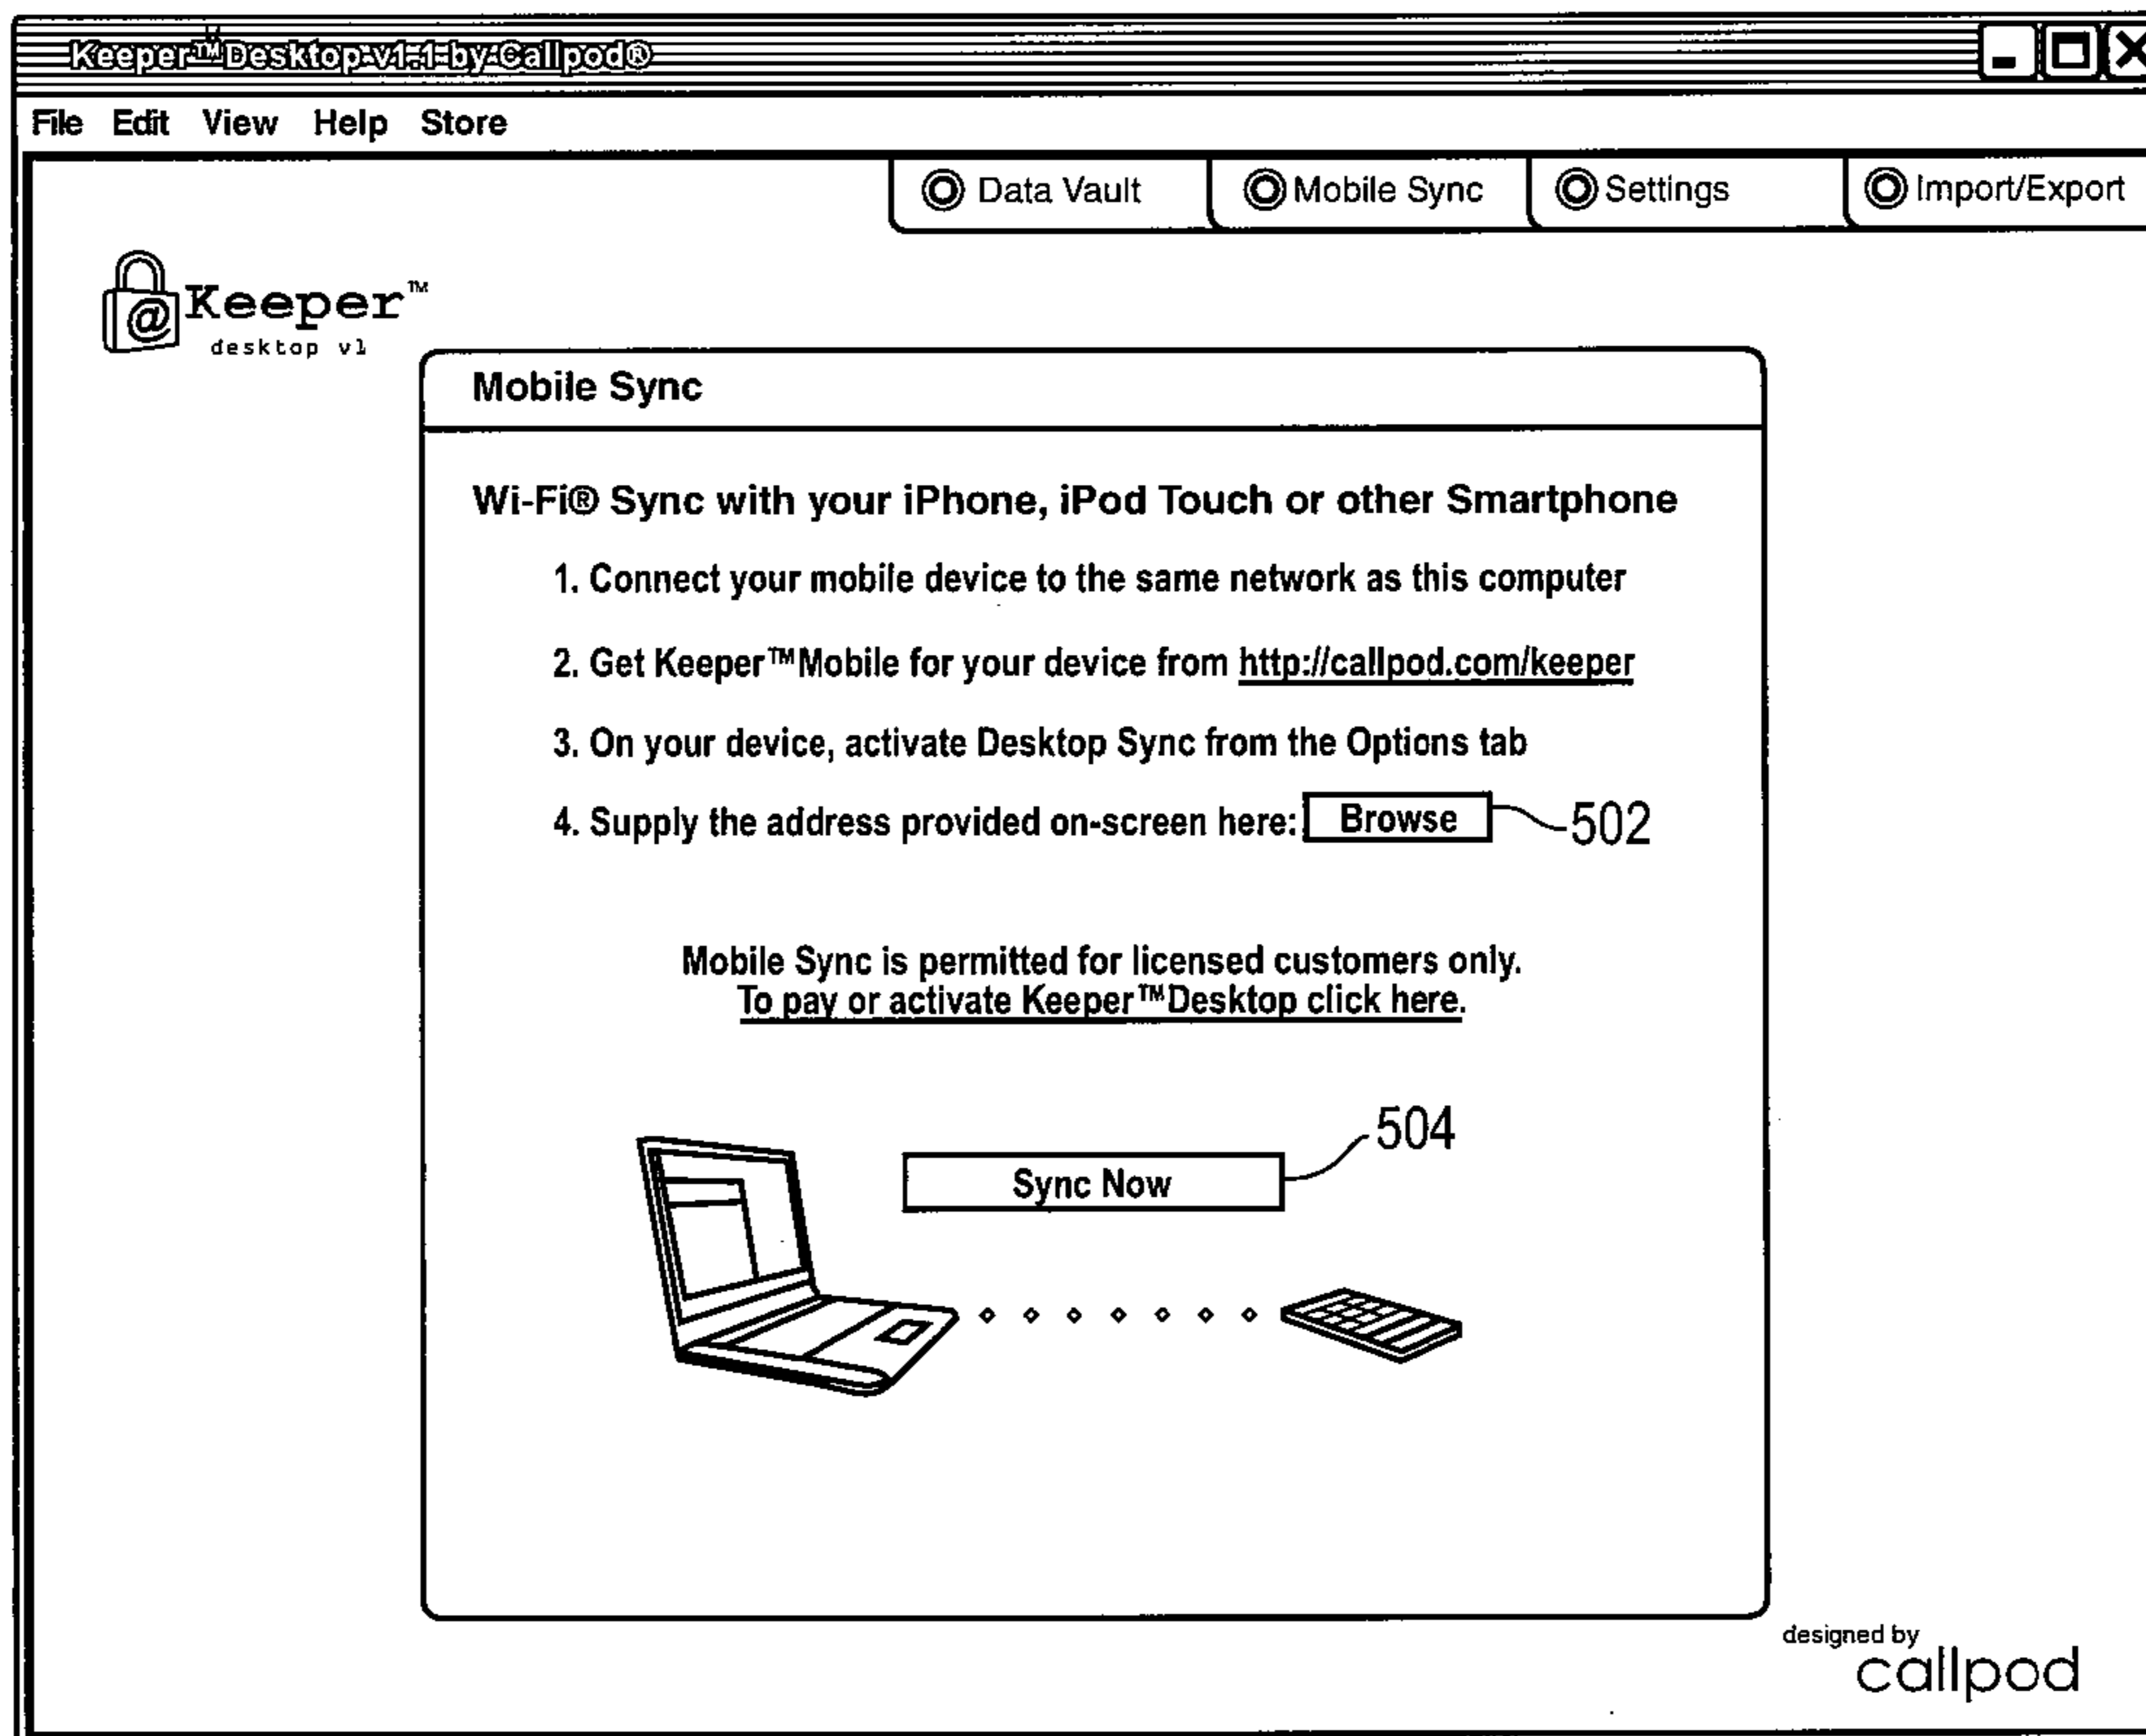 Keeper™ Desktop v1.1 by Callpod®
File Edit View Help Store
Data Vault Mobile Sync Settings Import/Export
@ Keeper™
desktop v1
Mobile Sync
Wi-Fi® Sync with your iPhone, iPod Touch or other Smartphone
1. Connect your mobile device to the same network as this computer
2. Get Keeper™Mobile for your device from http://callpod.com/keeper
3. On your device, activate Desktop Sync from the Options tab
4. Supply the address provided on-screen here: Browse 502
Mobile Sync is permitted for licensed customers only.
To pay or activate Keeper™Desktop click here.
504
Sync Now
designed by
callpod